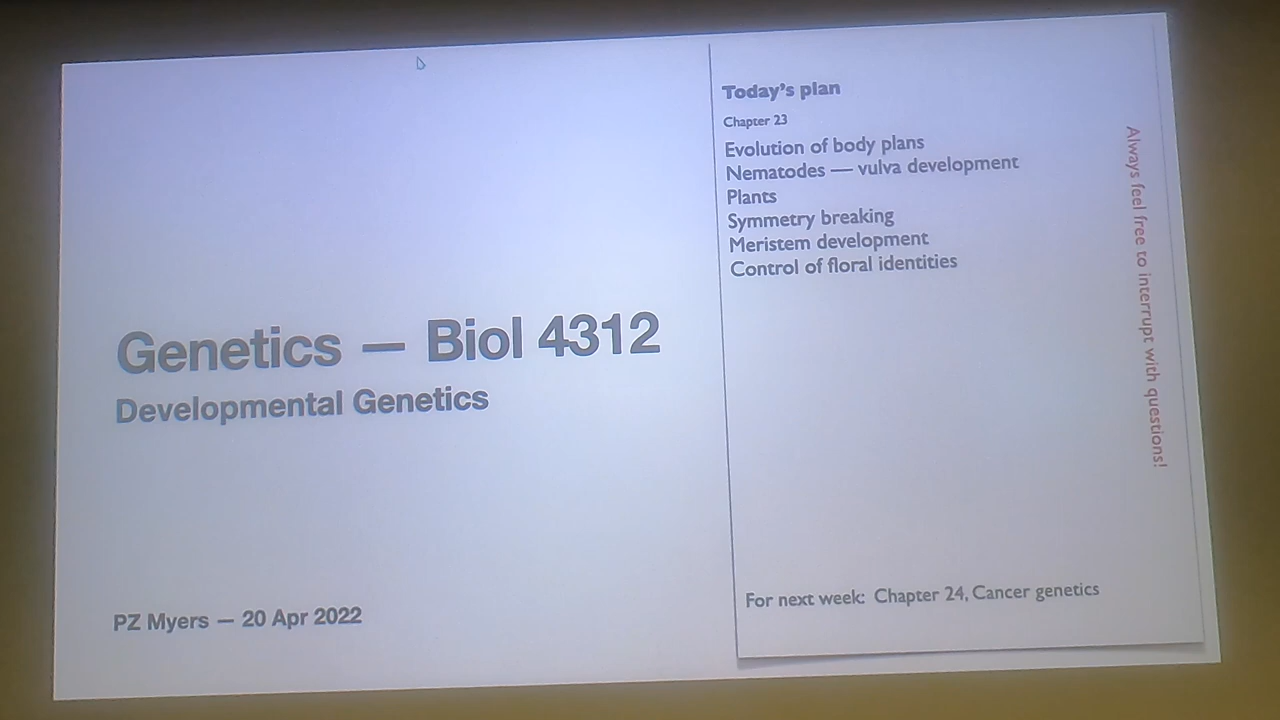 Genetics — Biol 4312
Developmental Genetics
PZ Myers — 20 Apr 2022
Today's plan
Chapter 23
Evolution of body plans
Nematodes — vulva development
Plants
Symmetry breaking
Meristem development
Control of floral identities
For next week: Chapter 24, Cancer genetics
Always feel free to interrupt with questions!